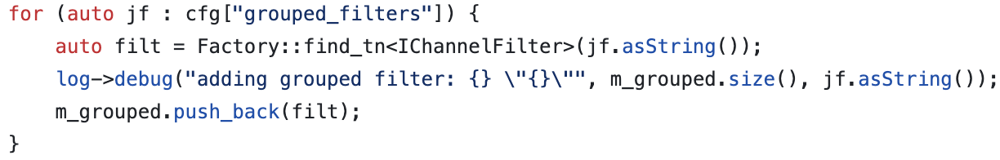 for (auto jf : cfg["grouped_filters"]) {
    auto filt = Factory::find_tn<IChannelFilter>(jf.asString());
    log->debug("adding grouped filter: {} \"{}\"", m_grouped.size(), jf.asString());
    m_grouped.push_back(filt);
}